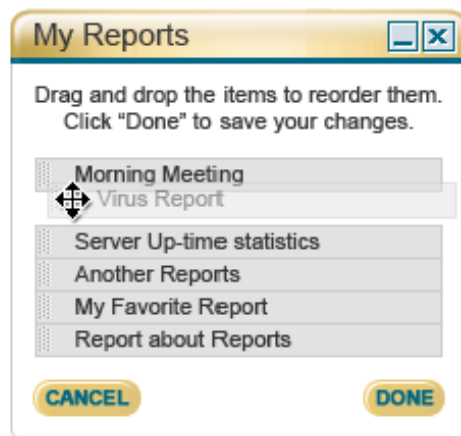 My Reports
Drag and drop the items to reorder them.
Click “Done” to save your changes.
Morning Meeting
Virus Report
Server Up-time statistics
Another Reports
My Favorite Report
Report about Reports
CANCEL
DONE